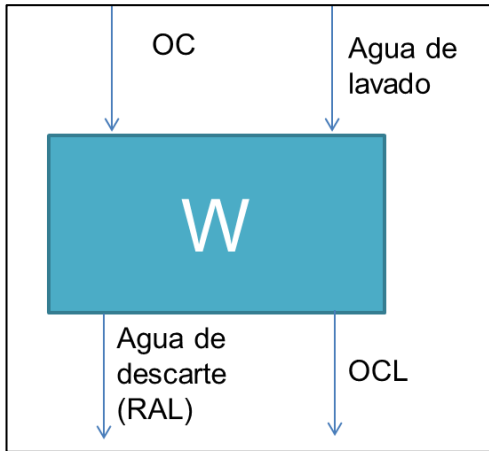 OC
Agua de
lavado
W
Agua de
descarte
(RAL)
OCL